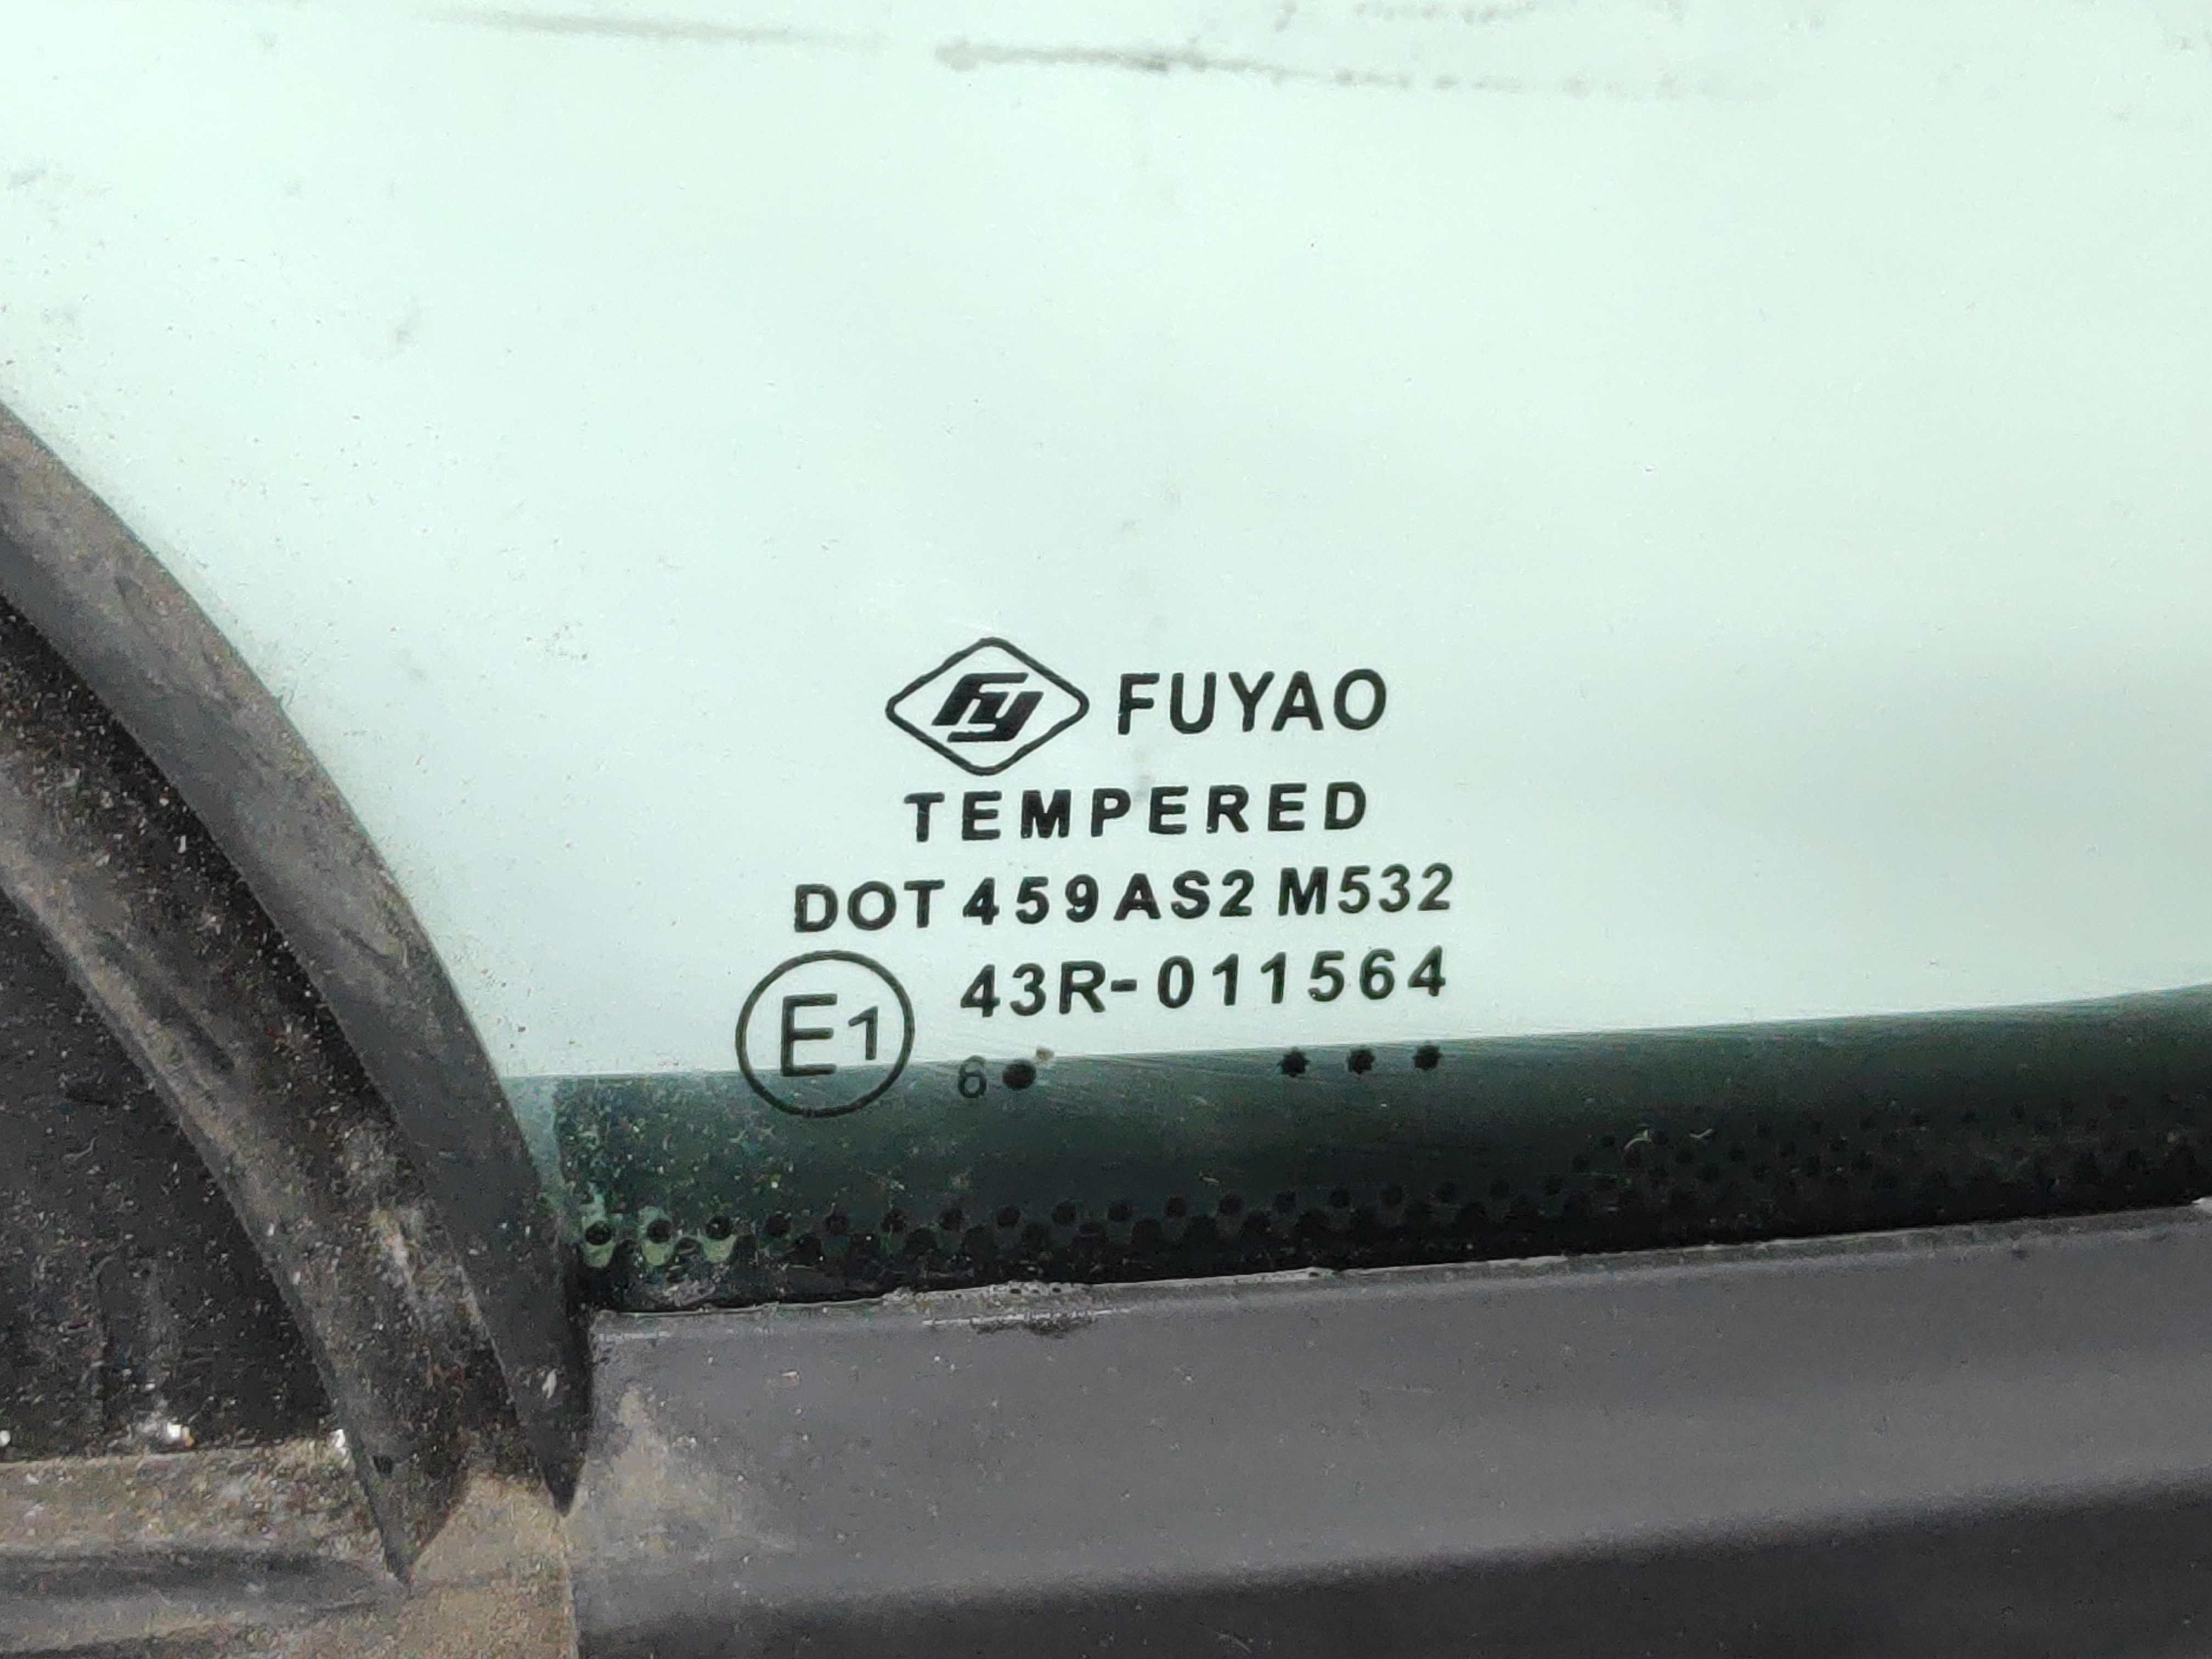 fy FUYAO
TEMPERED
DOT 459 AS2 M532
E1 43R-011564
6● ● ● ●